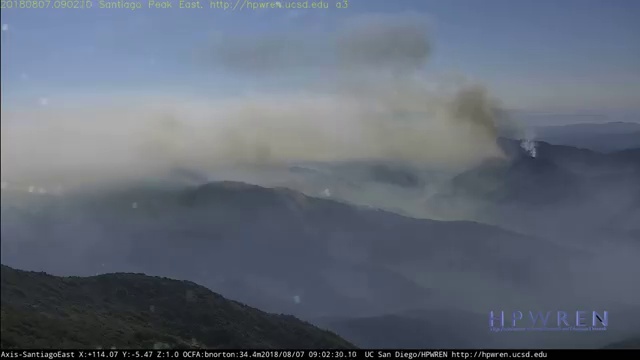 20180807.0902JD Santiago Peak East, http://hpwren.ucsd.edu a3
HPWREN
Axis-SantiagoEast X:+114.07 Y:-5.47 Z:1.0 OCFA:bnorton:34.4m2018/08/07 09:02:30.10 UC San Diego/HPWREN http://hpwren.ucsd.edu